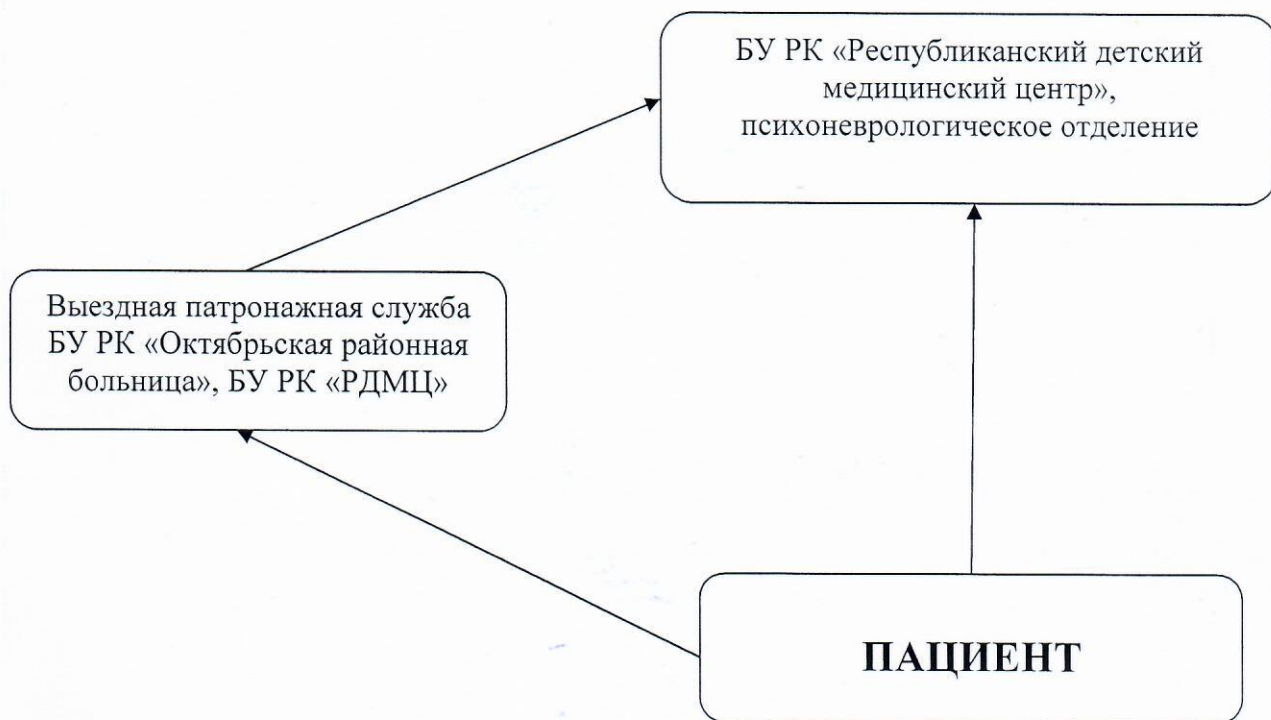 БУ РК «Республиканский детский
медицинский центр»,
психоневрологическое отделение
Выездная патронажная служба
БУ РК «Октябрьская районная
больница», БУ РК «РДМЦ»
ПАЦИЕНТ